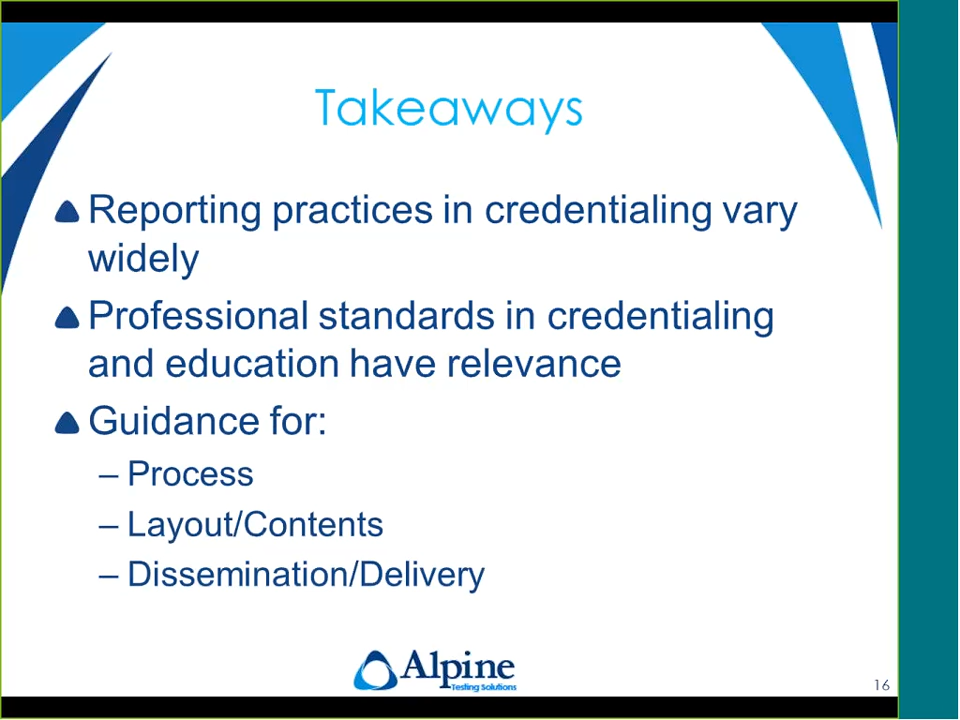 Takeaways
Reporting practices in credentialing vary
widely
Professional standards in credentialing
and education have relevance
Guidance for:
– Process
– Layout/Contents
– Dissemination/Delivery
Alpine
Testing Solutions
16